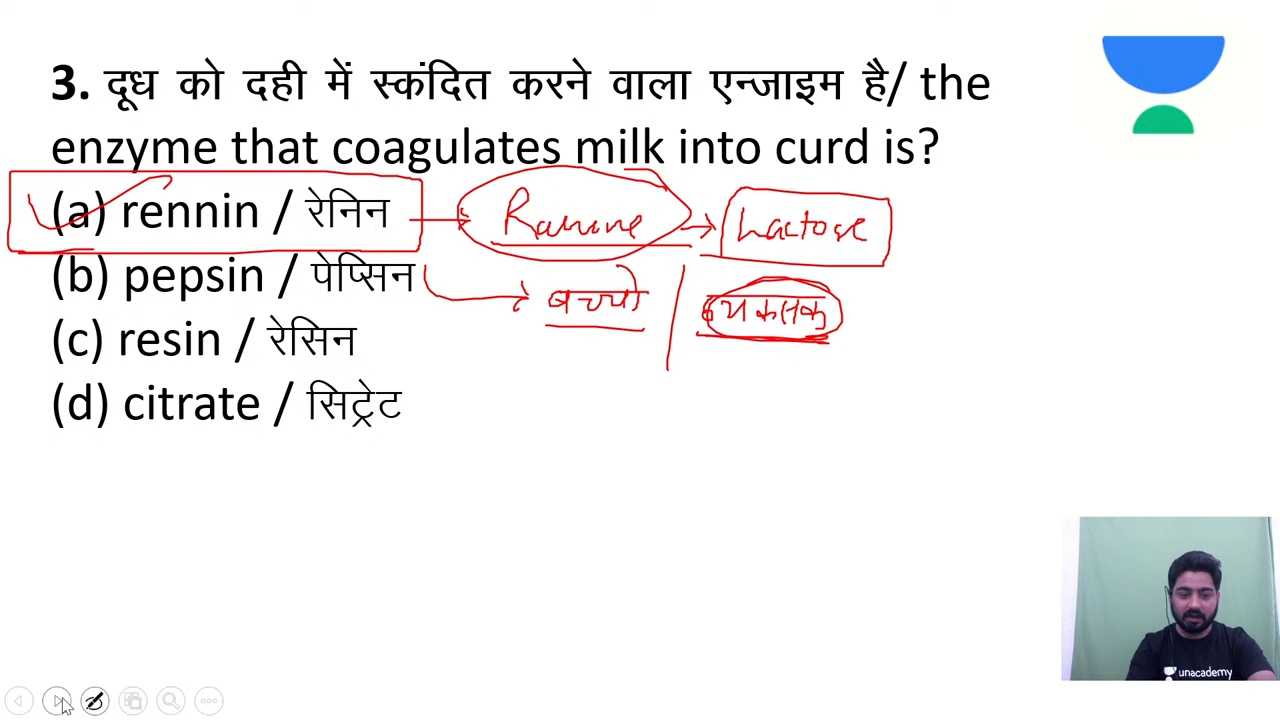 3. दूध को दही में स्कंदित करने वाला एन्जाइम है/ the
enzyme that coagulates milk into curd is?
(a) rennin / रेनिन
Lactose
(b) pepsin / पेप्सिन
बच्चो
(c) resin / रेसिन
(d) citrate / सिट्रेट
unacademy